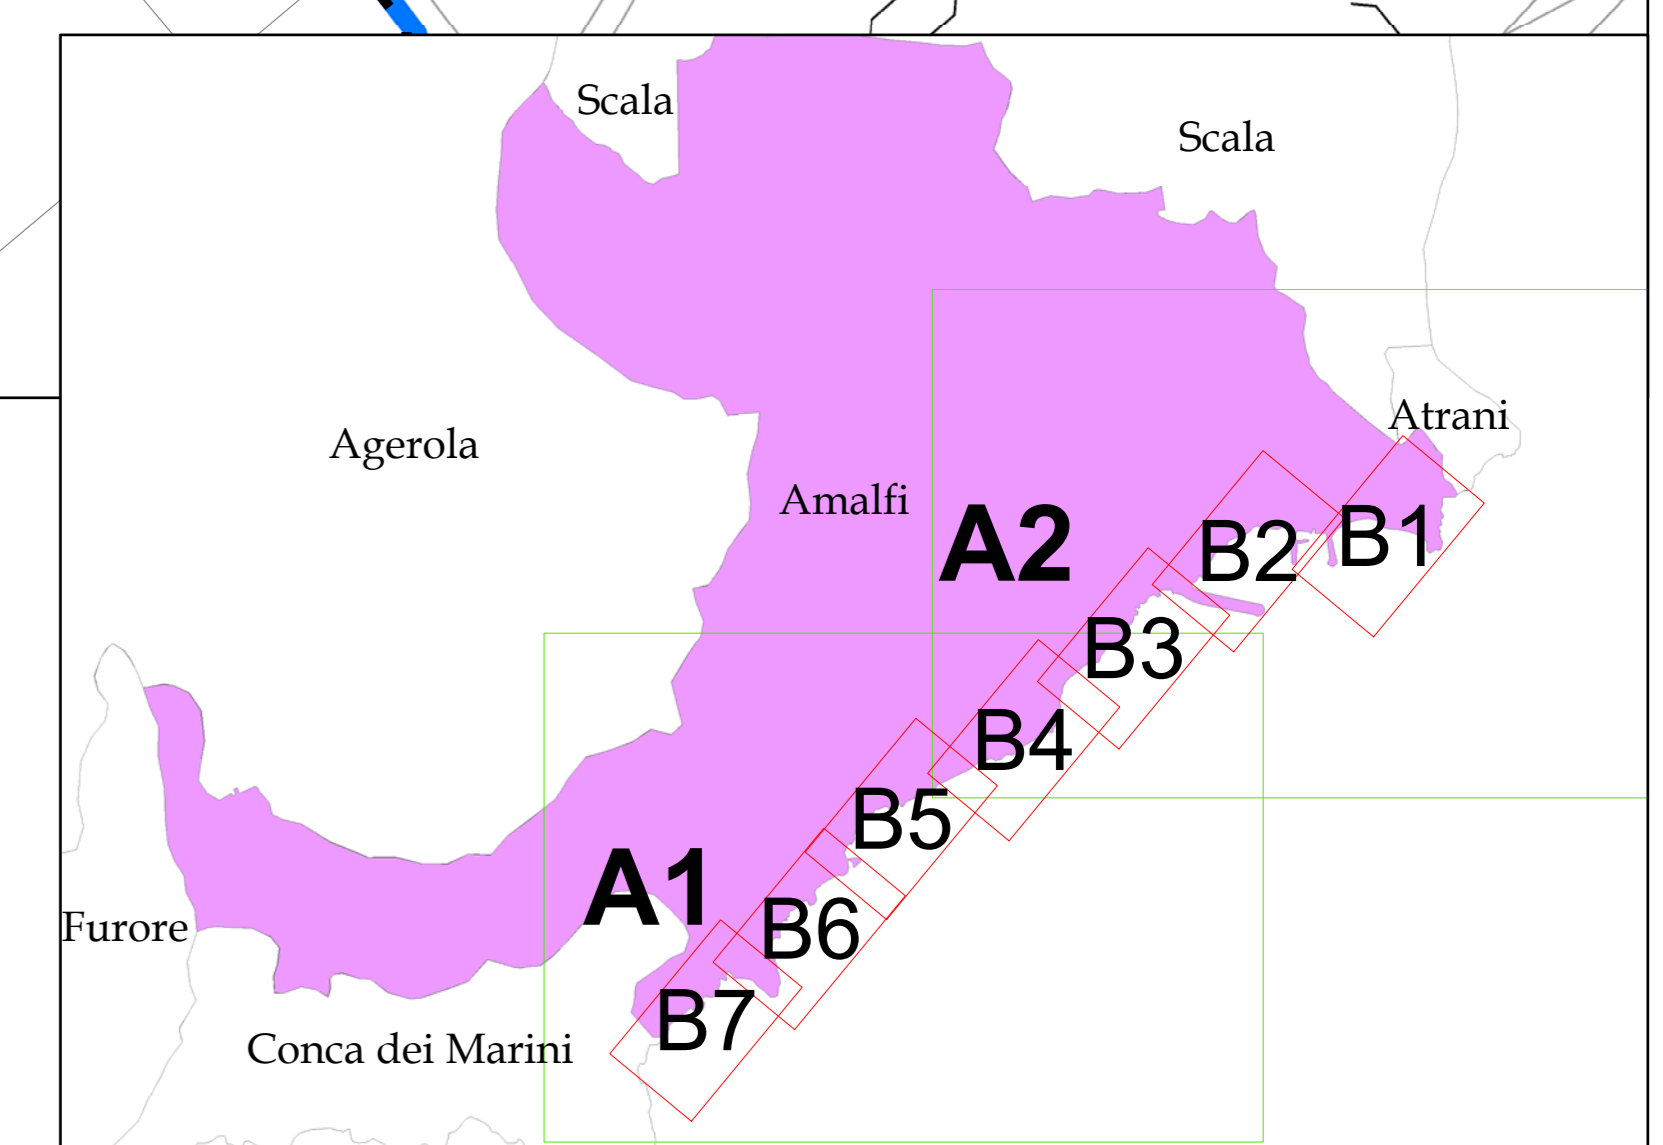 Scala
Scala
Atrani
Agerola
Amalfi
A2
B1
B2
B3
B4
B5
A1
B6
Furore
B7
Conca dei Marini